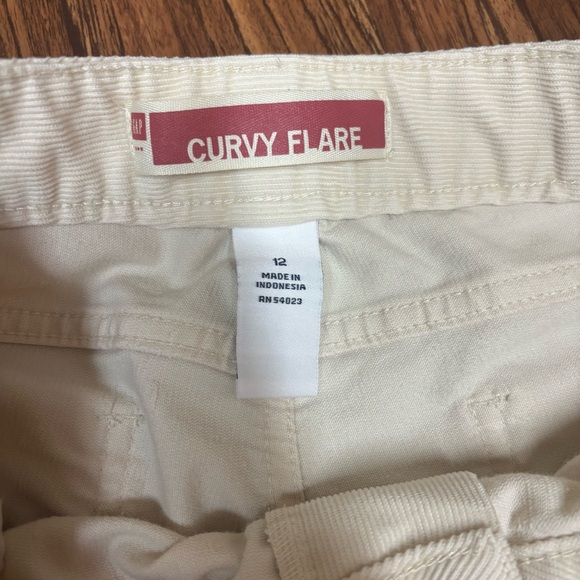 CURVY FLARE
12
MADE IN
INDONESIA
RN 54023